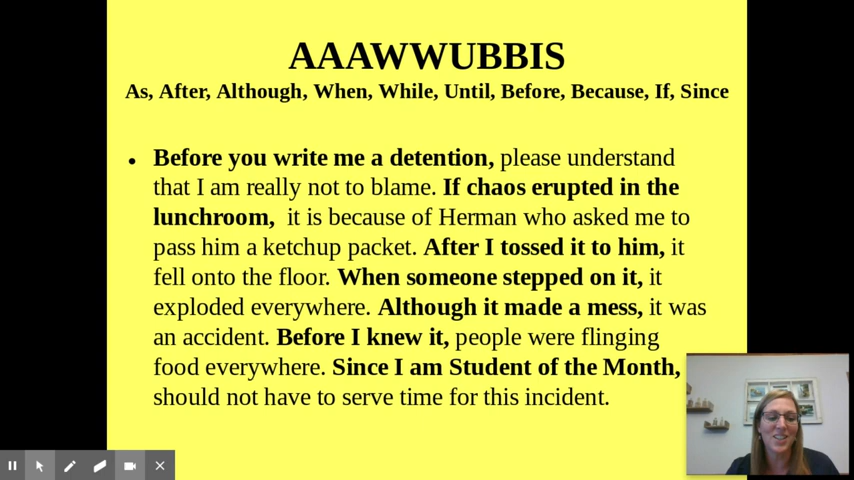 AAAWWUBBIS
As, After, Although, When, While, Until, Before, Because, If, Since
• Before you write me a detention, please understand
that I am really not to blame. If chaos erupted in the
lunchroom, it is because of Herman who asked me to
pass him a ketchup packet. After I tossed it to him, it
fell onto the floor. When someone stepped on it, it
exploded everywhere. Although it made a mess, it was
an accident. Before I knew it, people were flinging
food everywhere. Since I am Student of the Month,
should not have to serve time for this incident.